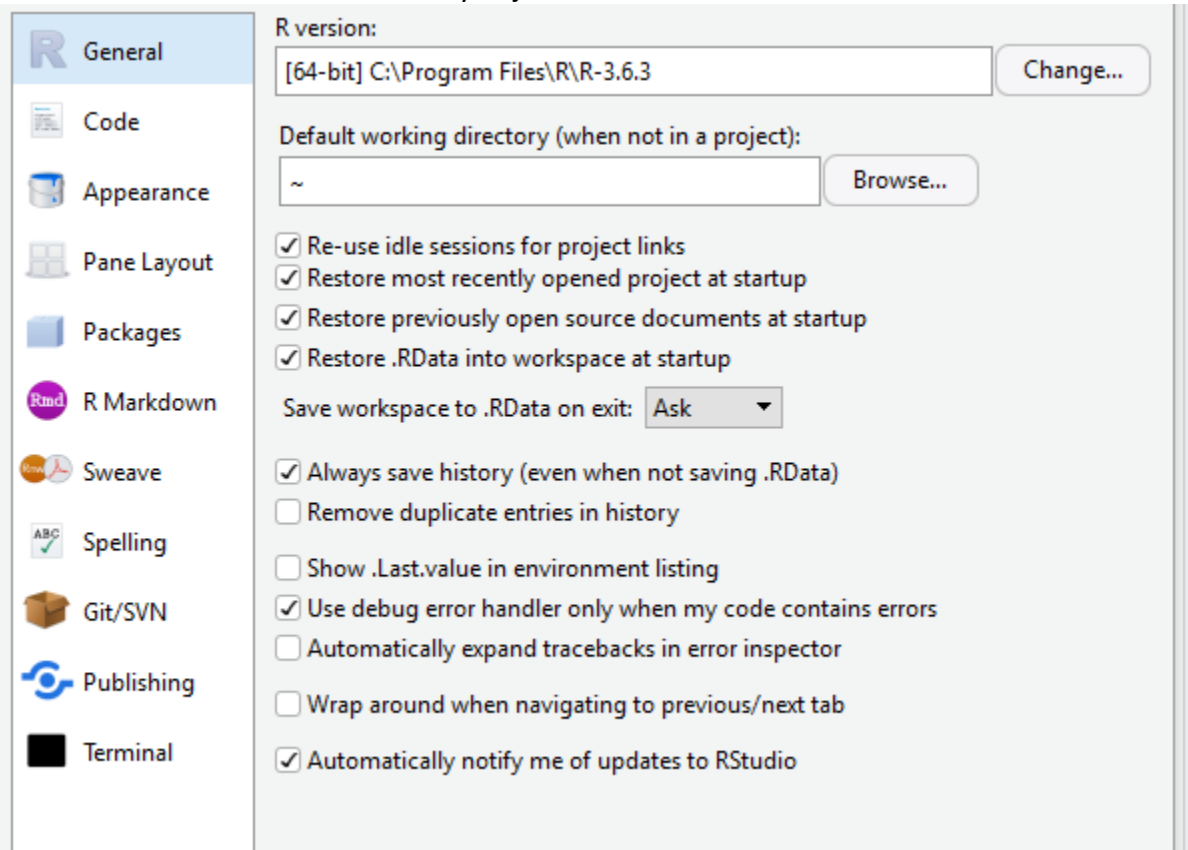 R version:
General
[64-bit] C:\Program Files\R\R-3.6.3
Change...
Code
Default working directory (when not in a project):
~
Browse...
Appearance
Re-use idle sessions for project links
Pane Layout
Restore most recently opened project at startup
Restore previously open source documents at startup
Packages
Restore .RData into workspace at startup
Rmd
R Markdown
Save workspace to .RData on exit:
Ask
Rnw
Sweave
Always save history (even when not saving .RData)
Remove duplicate entries in history
ABC
Spelling
Show .Last.value in environment listing
Git/SVN
Use debug error handler only when my code contains errors
Automatically expand tracebacks in error inspector
Publishing
Wrap around when navigating to previous/next tab
Terminal
Automatically notify me of updates to RStudio